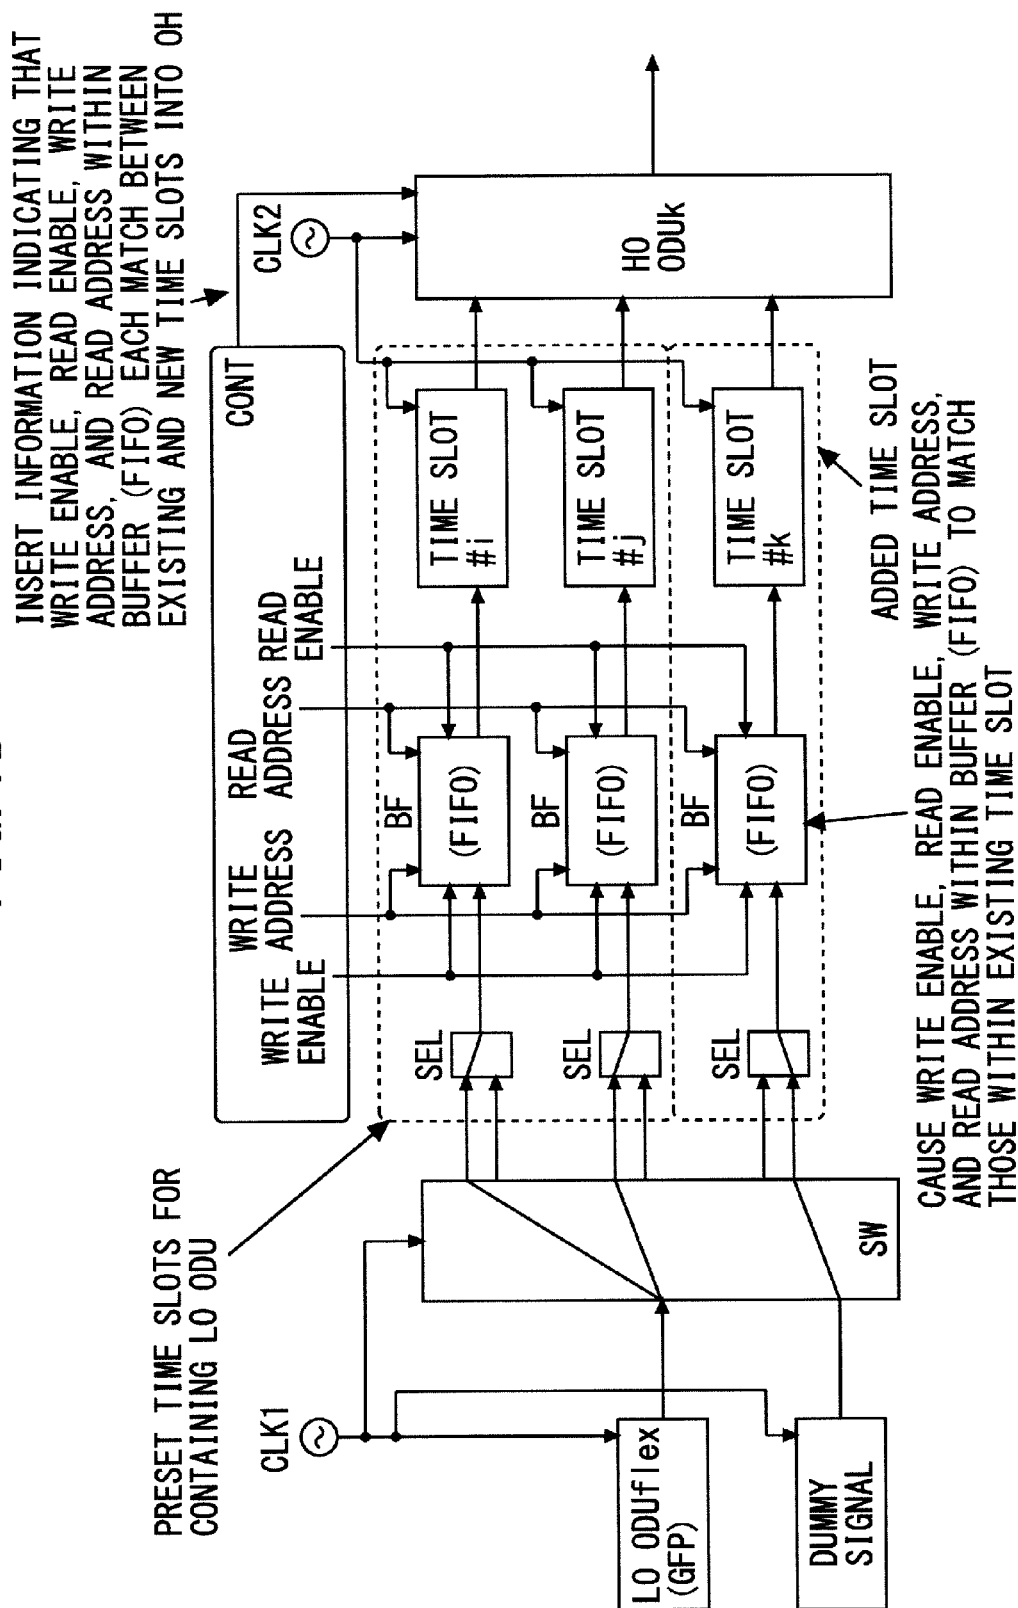 INSERT INFORMATION INDICATING THAT
WRITE ENABLE, READ ENABLE, WRITE
ADDRESS, AND READ ADDRESS WITHIN
BUFFER (FIFO) EACH MATCH BETWEEN
EXISTING AND NEW TIME SLOTS INTO OH
PRESET TIME SLOTS FOR
CONTAINING LO ODU
CONT
WRITE
ENABLE
WRITE
ADDRESS
READ
ADDRESS
READ
ENABLE
CLK1
CLK2
LO ODUflex
(GFP)
DUMMY
SIGNAL
SW
SEL
BF
(FIFO)
TIME SLOT
#i
SEL
BF
(FIFO)
TIME SLOT
#j
SEL
BF
(FIFO)
TIME SLOT
#k
HO
ODUk
ADDED TIME SLOT
CAUSE WRITE ENABLE, READ ENABLE, WRITE ADDRESS,
AND READ ADDRESS WITHIN BUFFER (FIFO) TO MATCH
THOSE WITHIN EXISTING TIME SLOT